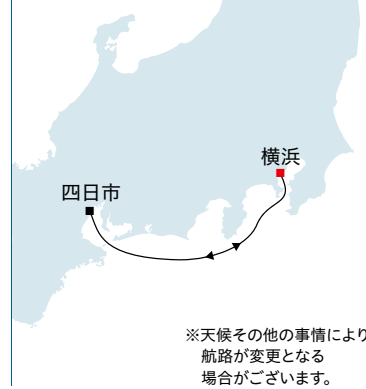 横浜
四日市
※天候その他の事情により
航路が変更となる
場合がございます。